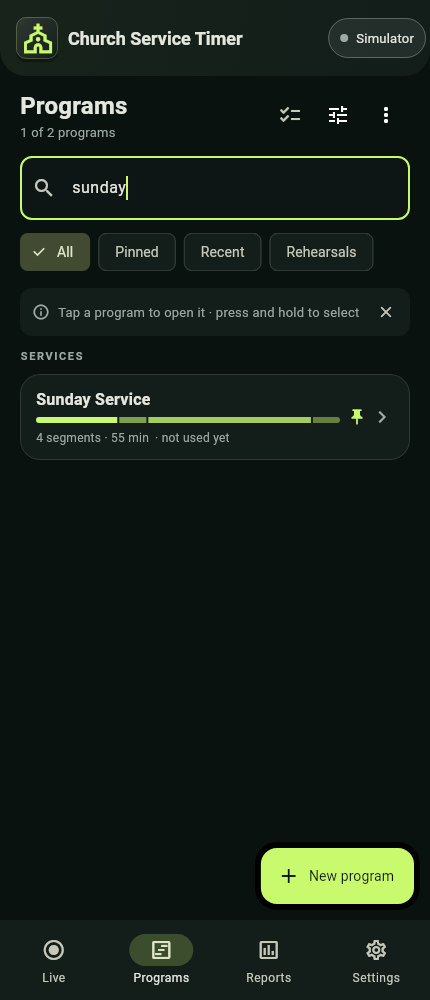 Church Service Timer
Simulator
Programs
1 of 2 programs
sunday
All
Pinned
Recent
Rehearsals
Tap a program to open it · press and hold to select
SERVICES
Sunday Service
4 segments · 55 min · not used yet
New program
Live
Programs
Reports
Settings